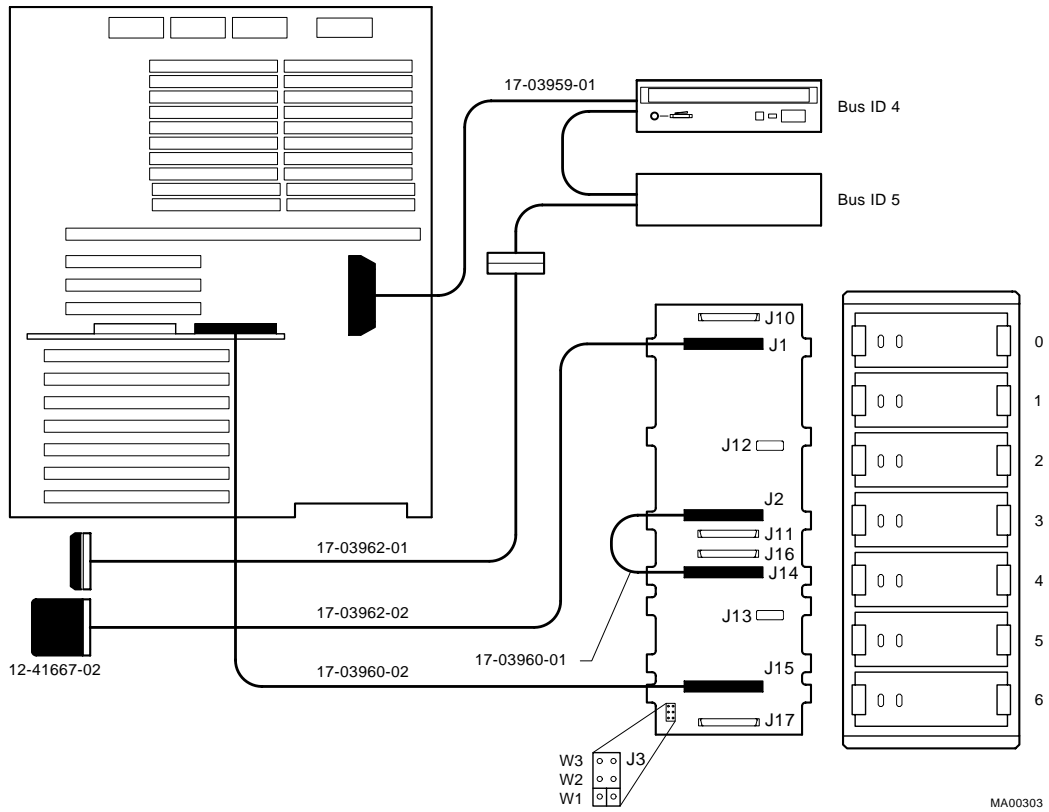 17-03959-01
Bus ID 4
Bus ID 5
J10
J1
0
1
J12
2
J2
3
J11
J16
17-03962-01
J14
4
17-03962-02
J13
5
17-03960-01
12-41667-02
17-03960-02
J15
6
J17
W3 J3
W2
W1
MA00303